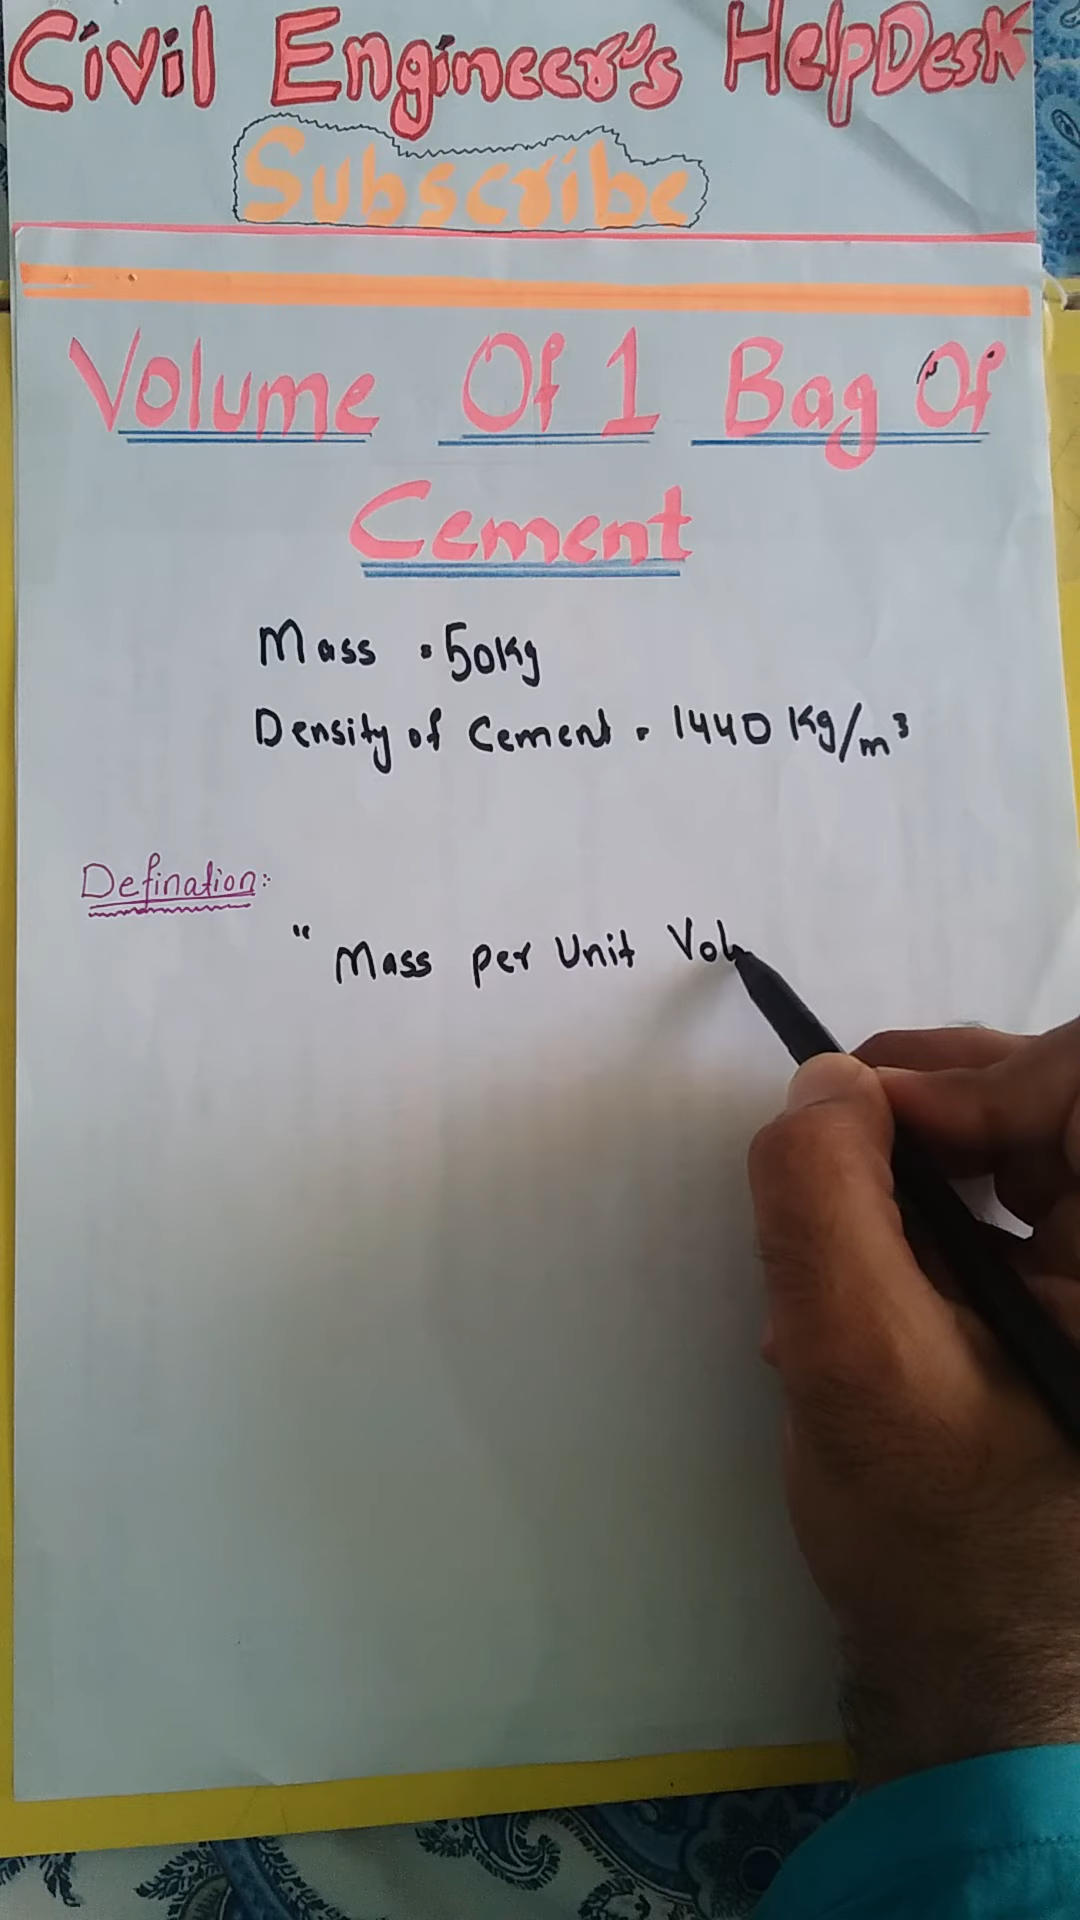 Civil Engineer's HelpDesk
Subscribe
Volume Of 1 Bag Of
Cement
Mass = 50Kg
Density of Cement = 1440 Kg/m³
Defination:
" Mass per Unit Vol